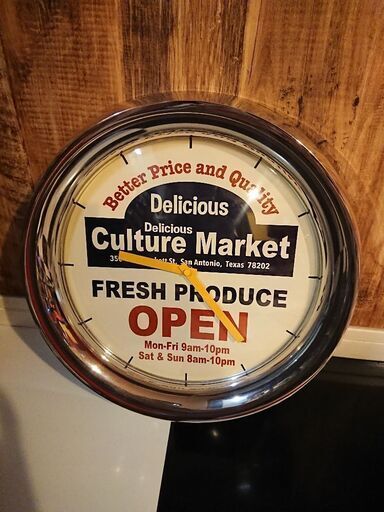 Better Price and Quality
Delicious
Delicious
Culture Market
St, San Antonio, Texas 78202
FRESH PRODUCE
OPEN
Mon-Fri 9am-10pm
Sat & Sun 8am-10pm